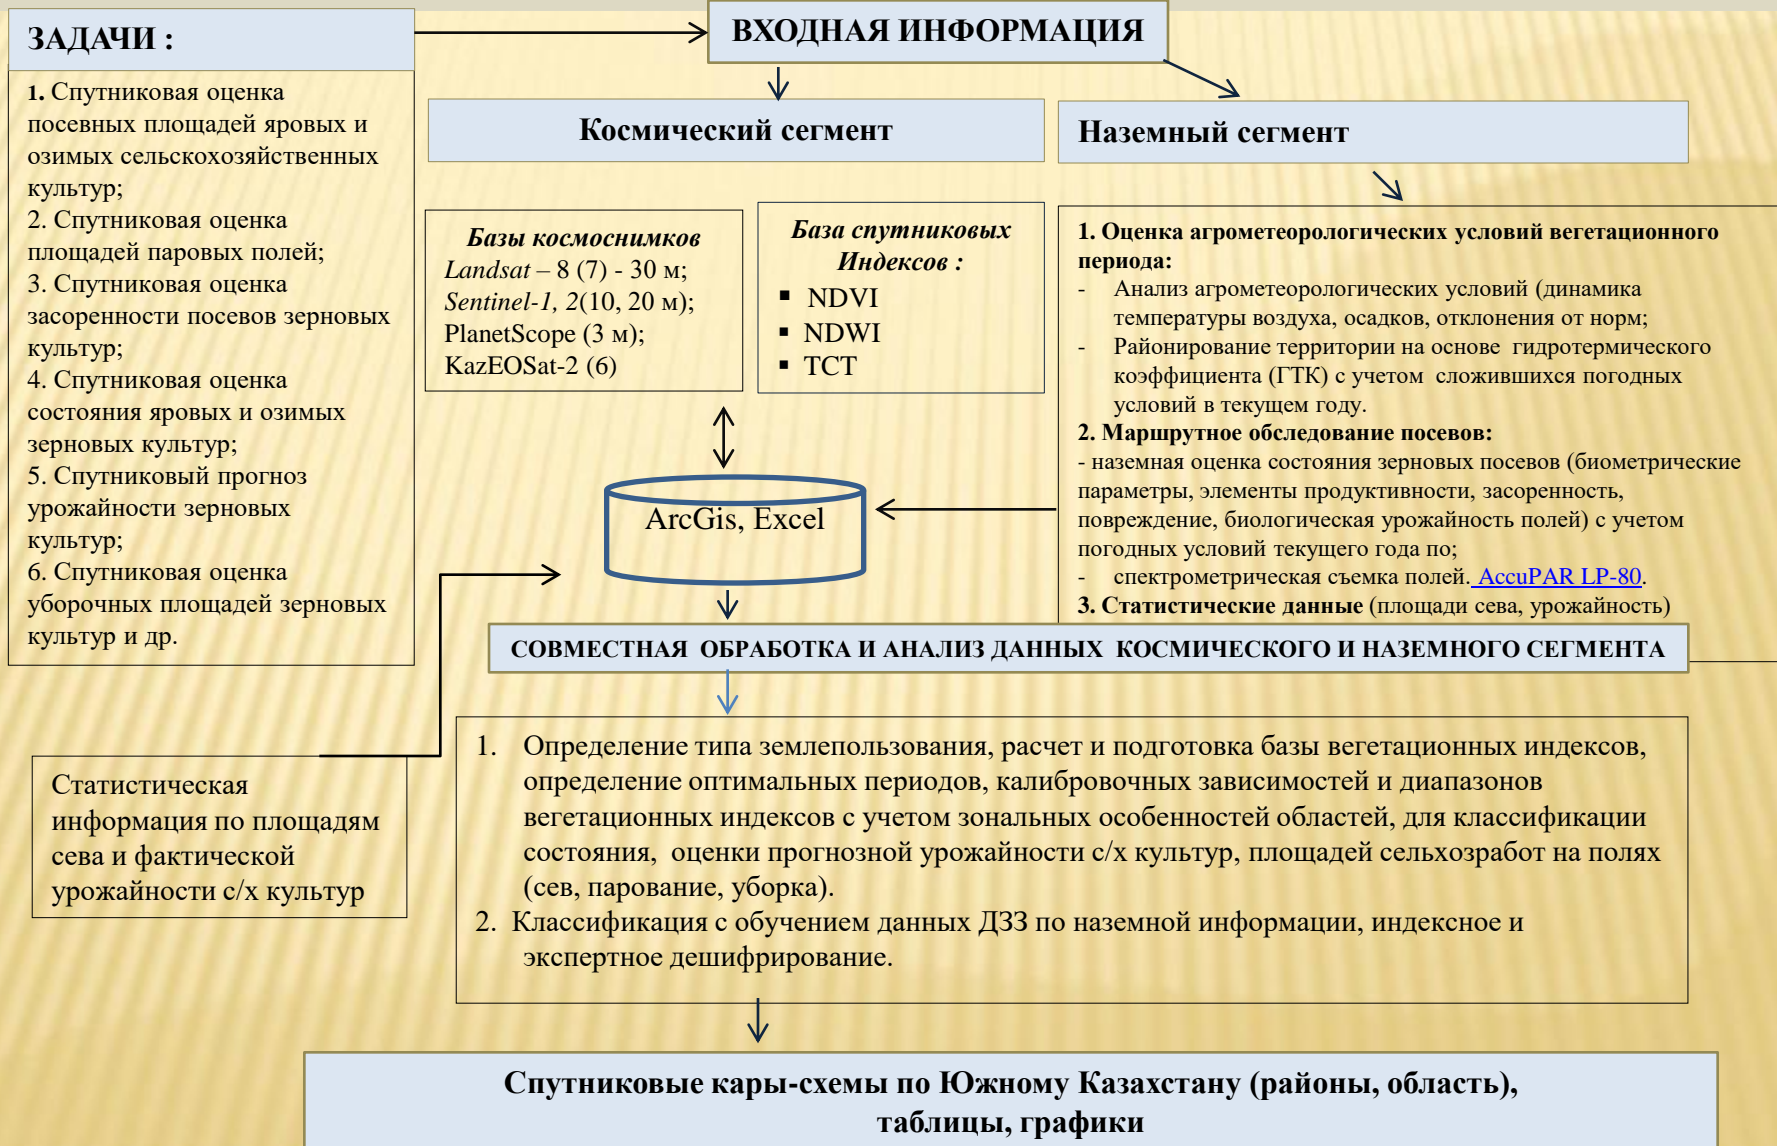 ЗАДАЧИ :
1. Спутниковая оценка
посевных площадей яровых и
озимых сельскохозяйственных
культур;
2. Спутниковая оценка
площадей паровых полей;
3. Спутниковая оценка
засоренности посевов зерновых
культур;
4. Спутниковая оценка
состояния яровых и озимых
зерновых культур;
5. Спутниковый прогноз
урожайности зерновых
культур;
6. Спутниковая оценка
уборочных площадей зерновых
культур и др.
ВХОДНАЯ ИНФОРМАЦИЯ
Космический сегмент
Наземный сегмент
Базы космоснимков
Landsat – 8 (7) - 30 м;
Sentinel-1, 2(10, 20 м);
PlanetScope (3 м);
KazEOSat-2 (6)
База спутниковых
Индексов :
▪ NDVI
▪ NDWI
▪ TCT
1. Оценка агрометеорологических условий вегетационного
периода:
- Анализ агрометеорологических условий (динамика
температуры воздуха, осадков, отклонения от норм;
- Районирование территории на основе гидротермического
коэффициента (ГТК) с учетом сложившихся погодных
условий в текущем году.
2. Маршрутное обследование посевов:
- наземная оценка состояния зерновых посевов (биометрические
параметры, элементы продуктивности, засоренность,
повреждение, биологическая урожайность полей) с учетом
погодных условий текущего года по;
- спектрометрическая съемка полей. AccuPAR LP-80.
3. Статистические данные (площади сева, урожайность)
ArcGis, Excel
СОВМЕСТНАЯ ОБРАБОТКА И АНАЛИЗ ДАННЫХ КОСМИЧЕСКОГО И НАЗЕМНОГО СЕГМЕНТА
Статистическая
информация по площадям
сева и фактической
урожайности с/х культур
1. Определение типа землепользования, расчет и подготовка базы вегетационных индексов,
определение оптимальных периодов, калибровочных зависимостей и диапазонов
вегетационных индексов с учетом зональных особенностей областей, для классификации
состояния, оценки прогнозной урожайности с/х культур, площадей сельхозработ на полях
(сев, парование, уборка).
2. Классификация с обучением данных ДЗЗ по наземной информации, индексное и
экспертное дешифрирование.
Спутниковые кары-схемы по Южному Казахстану (районы, область),
таблицы, графики